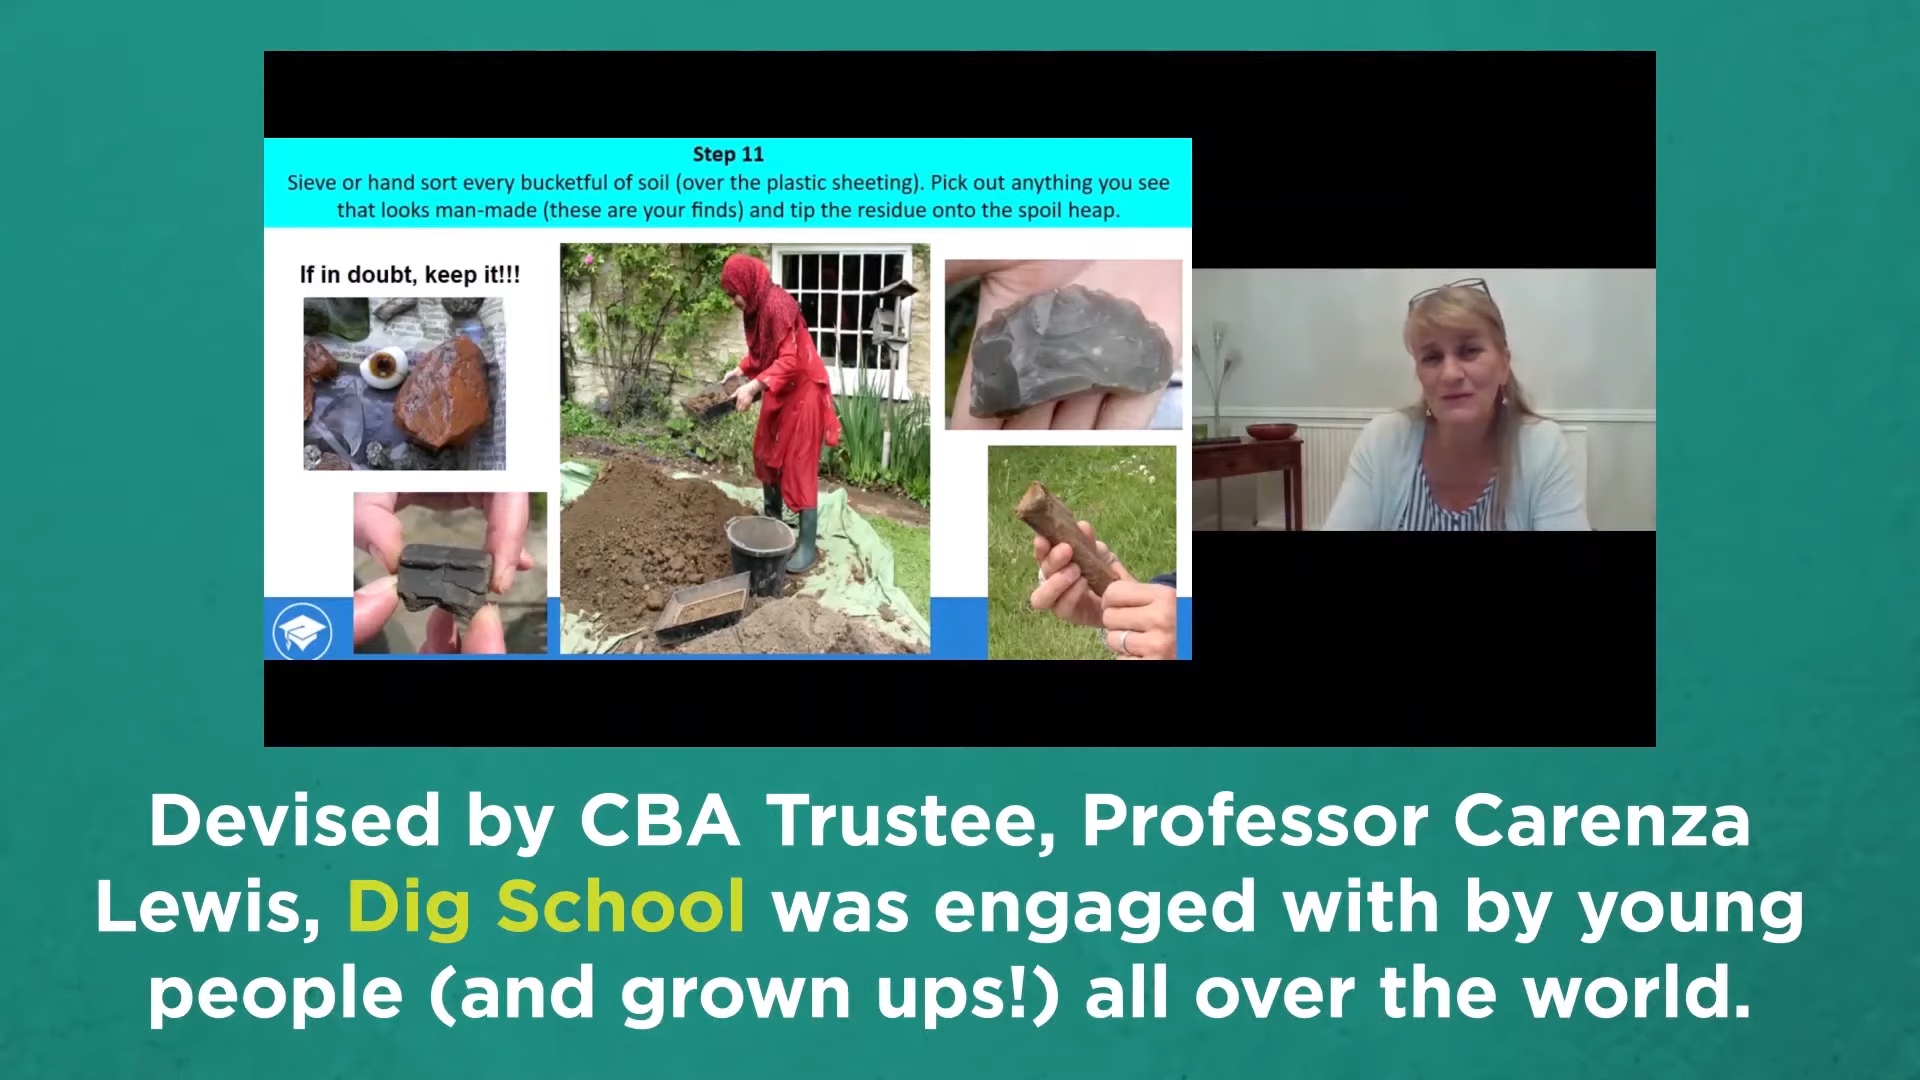 Step 11
Sieve or hand sort every bucketful of soil (over the plastic sheeting). Pick out anything you see
that looks man-made (these are your finds) and tip the residue onto the spoil heap.
If in doubt, keep it!!!
Devised by CBA Trustee, Professor Carenza
Lewis, Dig School was engaged with by young
people (and grown ups!) all over the world.